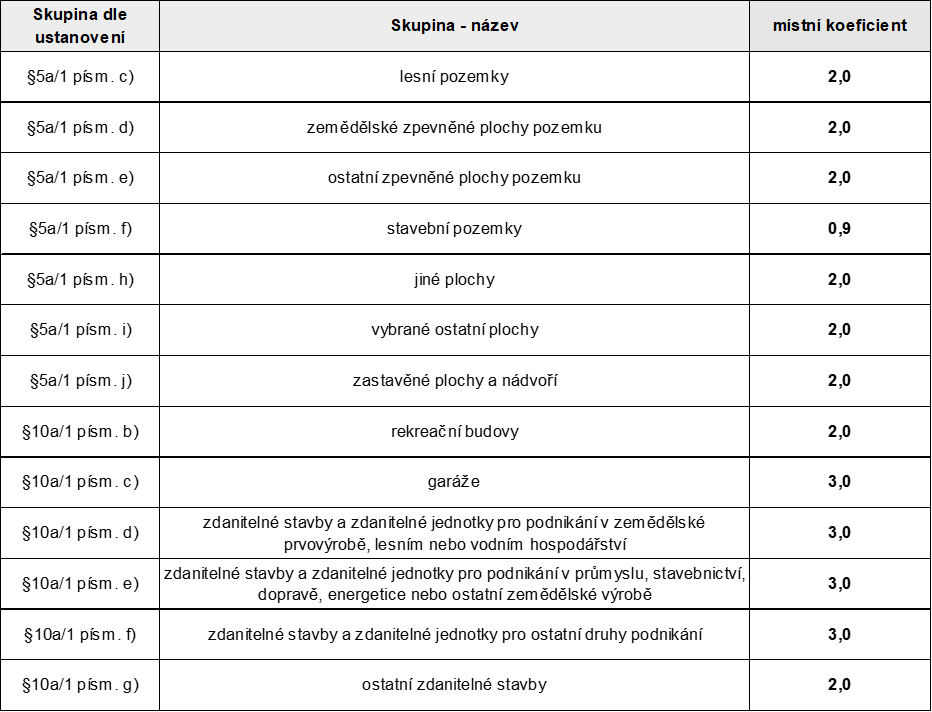 Skupina dle
ustanovení
Skupina - název
místní koeficient
§5a/1 písm. c)
lesní pozemky
2,0
§5a/1 písm. d)
zemědělské zpevněné plochy pozemku
2,0
§5a/1 písm. e)
ostatní zpevněné plochy pozemku
2,0
§5a/1 písm. f)
stavební pozemky
0,9
§5a/1 písm. h)
jiné plochy
2,0
§5a/1 písm. i)
vybrané ostatní plochy
2,0
§5a/1 písm. j)
zastavěné plochy a nádvoří
2,0
§10a/1 písm. b)
rekreační budovy
2,0
§10a/1 písm. c)
garáže
3,0
§10a/1 písm. d)
zdanitelné stavby a zdanitelné jednotky pro podnikání v zemědělské
prvovýrobě, lesním nebo vodním hospodářství
3,0
§10a/1 písm. e)
zdanitelné stavby a zdanitelné jednotky pro podnikání v průmyslu, stavebnictví,
dopravě, energetice nebo ostatní zemědělské výrobě
3,0
§10a/1 písm. f)
zdanitelné stavby a zdanitelné jednotky pro ostatní druhy podnikání
3,0
§10a/1 písm. g)
ostatní zdanitelné stavby
2,0